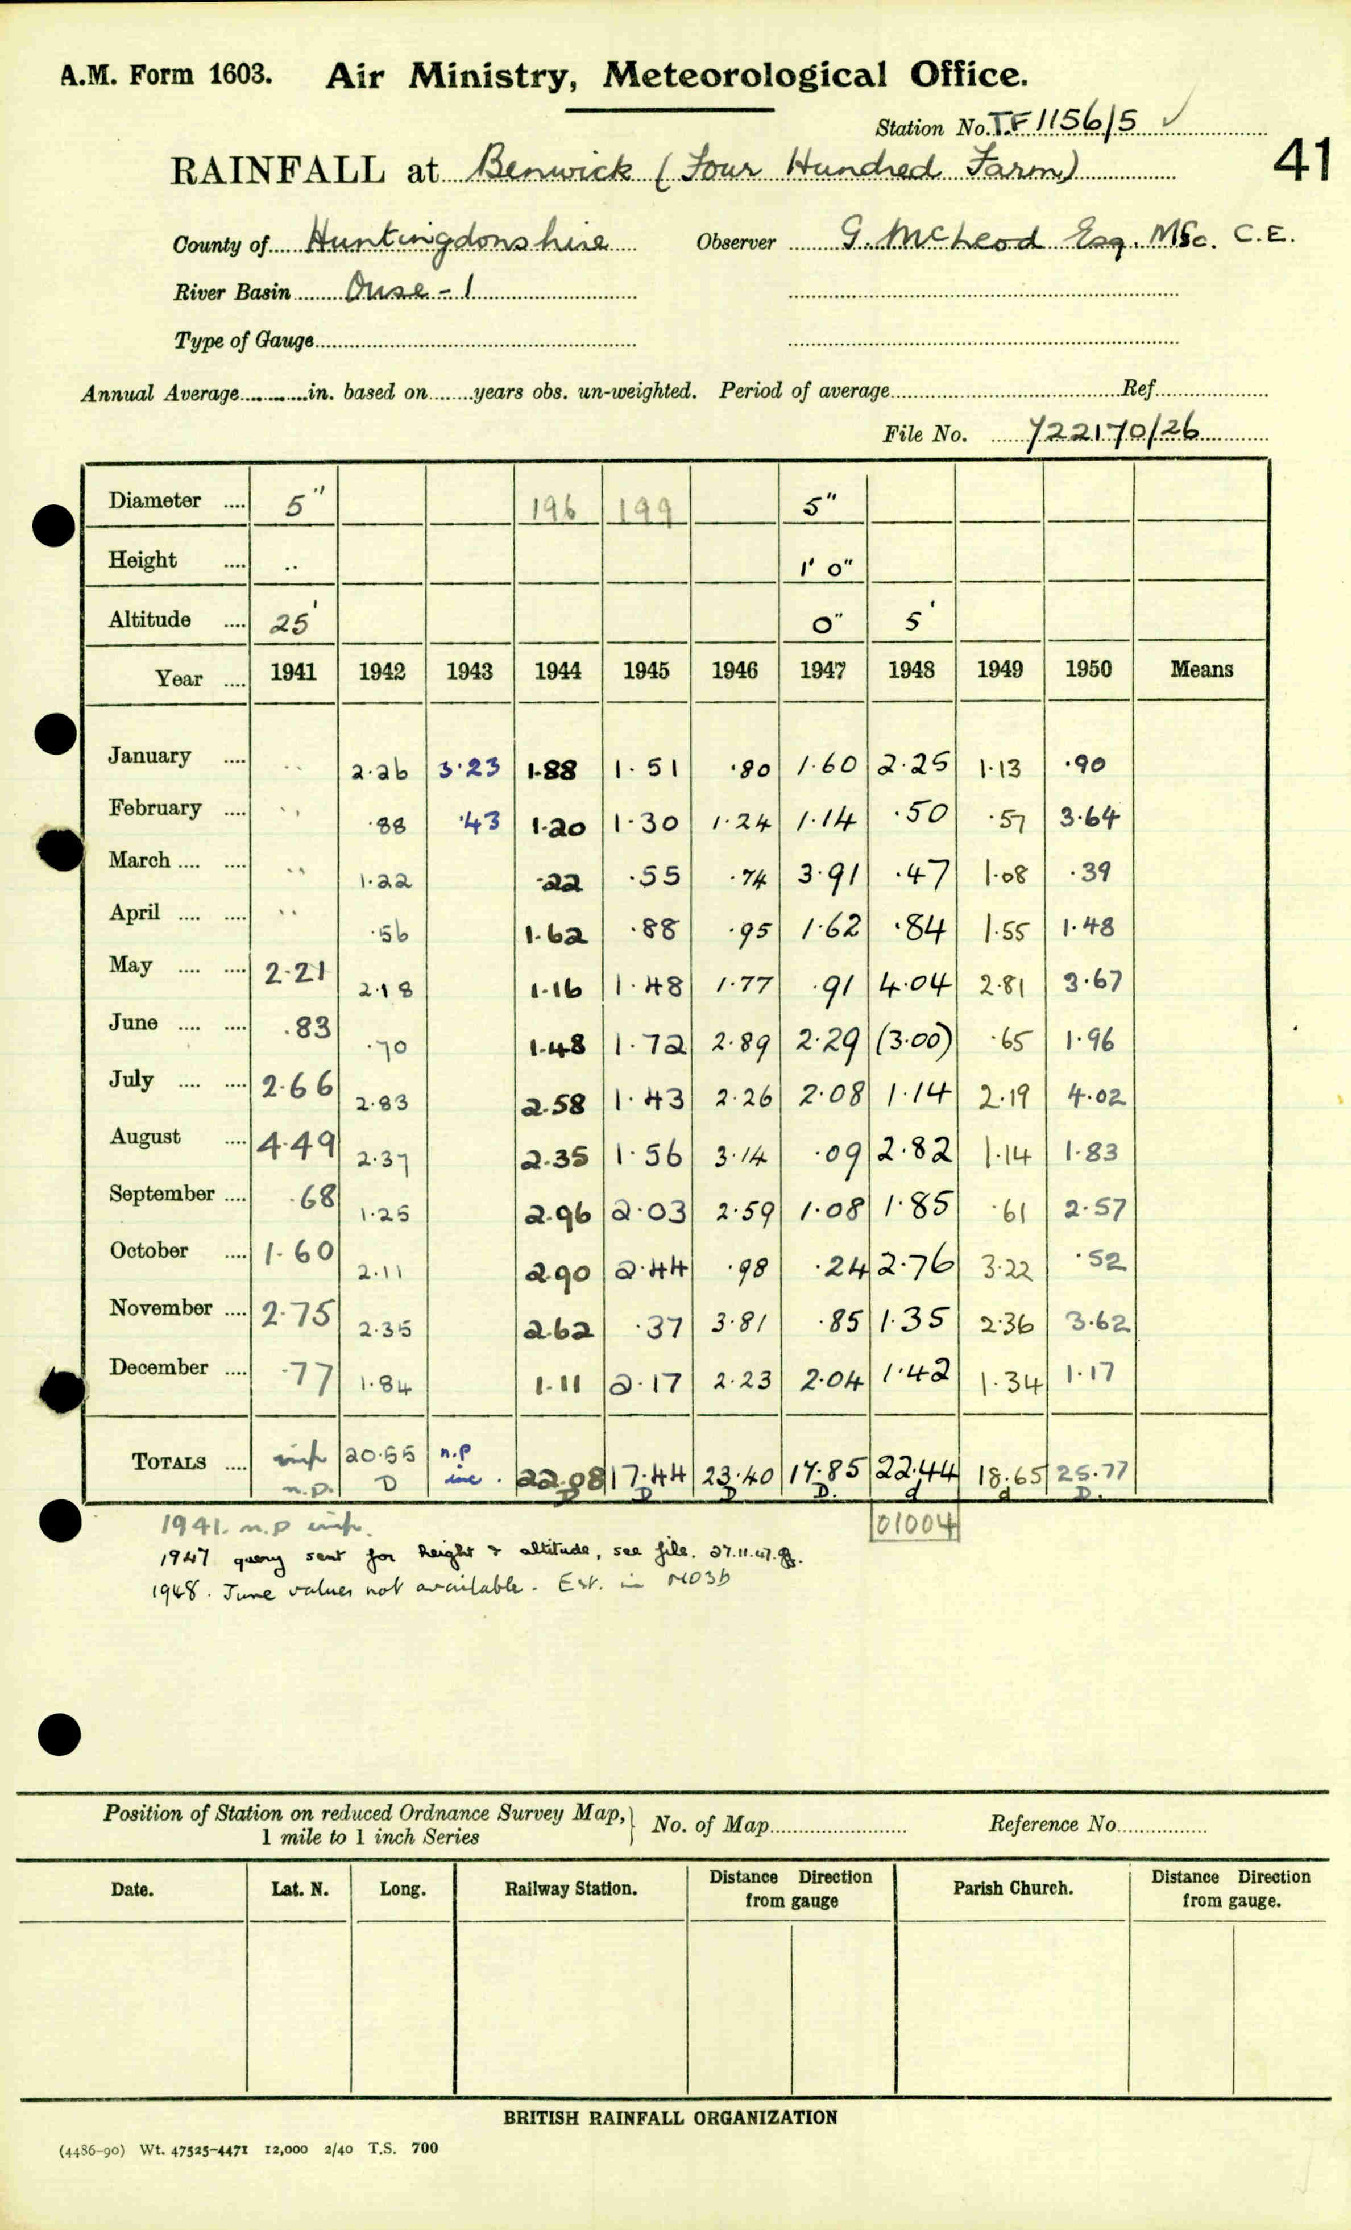 A.M. Form 1603. Air Ministry, Meteorological Office.
Station No. TF1156/5 ✓
RAINFALL at Benwick (Four Hundred Farm) 41
County of Huntingdonshire Observer G. McLeod Esq. MSc. C.E.
River Basin Ouse - 1
Type of Gauge
Annual Average in. based on years obs. un-weighted. Period of average Ref
File No. 722170/26
Diameter 5" 196 199 5"
Height .. 1' 0"
Altitude 25' 0" 5'
Year 1941 1942 1943 1944 1945 1946 1947 1948 1949 1950 Means
January .. 2.26 3.23 1.88 1.51 .80 1.60 2.25 1.13 .90
February .. .88 .43 1.20 1.30 1.24 1.14 .50 .57 3.64
March .. 1.22 .22 .55 .74 3.91 .47 1.08 .39
April .. .56 1.62 .88 .95 1.62 .84 1.55 1.48
May 2.21 2.18 1.16 1.48 1.77 .91 4.04 2.81 3.67
June .83 .70 1.48 1.72 2.89 2.29 (3.00) .65 1.96
July 2.66 2.83 2.58 1.43 2.26 2.08 1.14 2.19 4.02
August 4.49 2.37 2.35 1.56 3.14 .09 2.82 1.14 1.83
September .68 1.25 2.96 2.03 2.59 1.08 1.85 .61 2.57
October 1.60 2.11 2.90 2.44 .98 .24 2.76 3.22 .52
November 2.75 2.35 2.62 .37 3.81 .85 1.35 2.36 3.62
December .77 1.84 1.11 2.17 2.23 2.04 1.42 1.34 1.17
TOTALS inp 20.55 n.p 22.08 17.44 23.40 17.85 22.44 18.65 25.77
n.p. D inc. D D D D. d d D.
01004
1941. n.p inp.
1947 query sent for height & altitude, see file. 27.11.47.
1948. June values not available. Est. in MO3b
Position of Station on reduced Ordnance Survey Map, No. of Map Reference No
1 mile to 1 inch Series
Date. Lat. N. Long. Railway Station. Distance Direction from gauge Parish Church. Distance Direction from gauge.
BRITISH RAINFALL ORGANIZATION
(4486-90) Wt. 47525-4471 12,000 2/40 T.S. 700